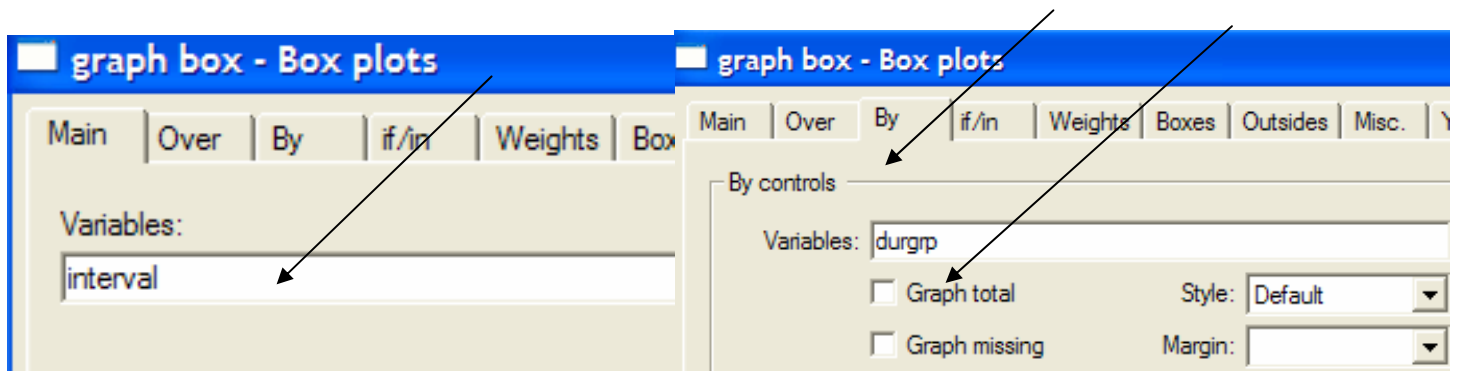 graph box - Box plots
Main Over By if/in Weights Box
Variables:
interval
graph box - Box plots
Main Over By if/in Weights Boxes Outsides Misc.
By controls
Variables: durgrp
Graph total Style: Default
Graph missing Margin: